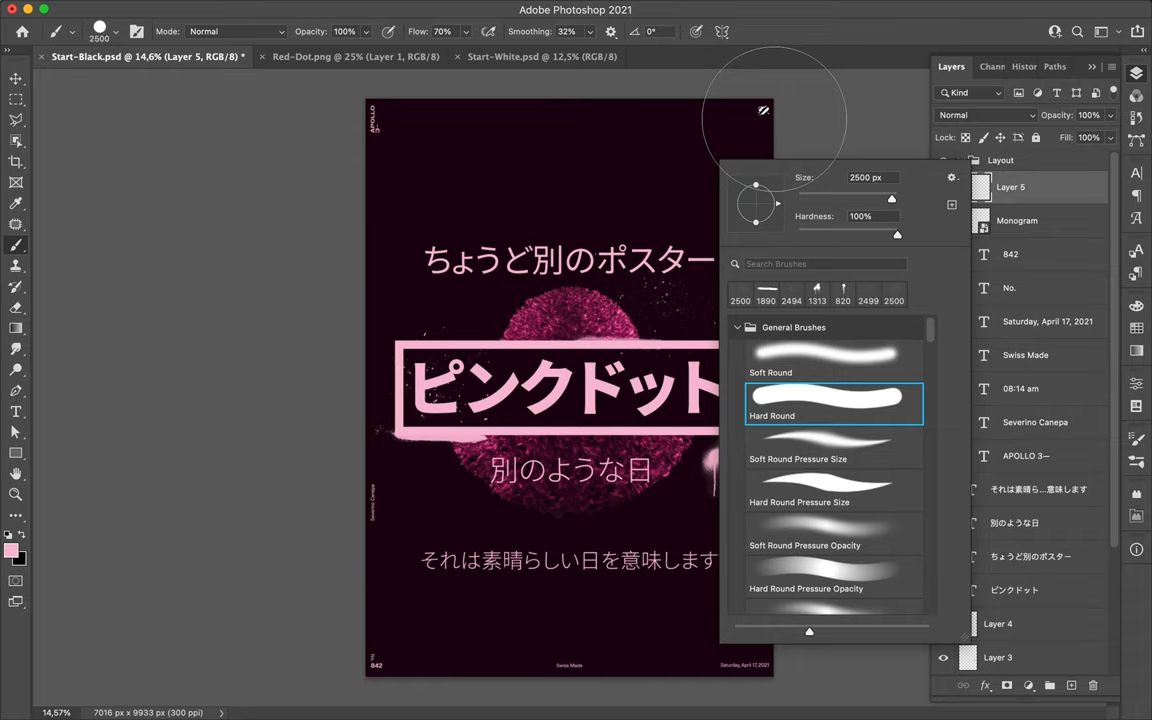 Adobe Photoshop 2021
2500
Mode: Normal
Opacity: 100%
Flow: 70%
Smoothing: 32%
0°
Start-Black.psd @ 14,6% (Layer 5, RGB/8) *
Red-Dot.png @ 25% (Layer 1, RGB/8)
Start-White.psd @ 12,5% (RGB/8)
APOLLO
3—
ちょうど別のポスター
ピンクドット
別のような日
それは素晴らしい日を意味します
Severino Canepa
No.
842
Swiss Made
Saturday, April 17, 2021
Size: 2500 px
Hardness: 100%
Search Brushes
2500 1890 2494 1313 820 2499 2500
General Brushes
Soft Round
Hard Round
Soft Round Pressure Size
Hard Round Pressure Size
Soft Round Pressure Opacity
Hard Round Pressure Opacity
Layers Chann Histor Paths
Kind
Normal
Opacity: 100%
Lock:
Fill: 100%
Layout
Layer 5
Monogram
842
No.
Saturday, April 17, 2021
Swiss Made
08:14 am
Severino Canepa
APOLLO 3—
それは素晴ら...意味します
別のような日
ちょうど別のポスター
ピンクドット
Layer 4
Layer 3
14,57%
7016 px x 9933 px (300 ppi)